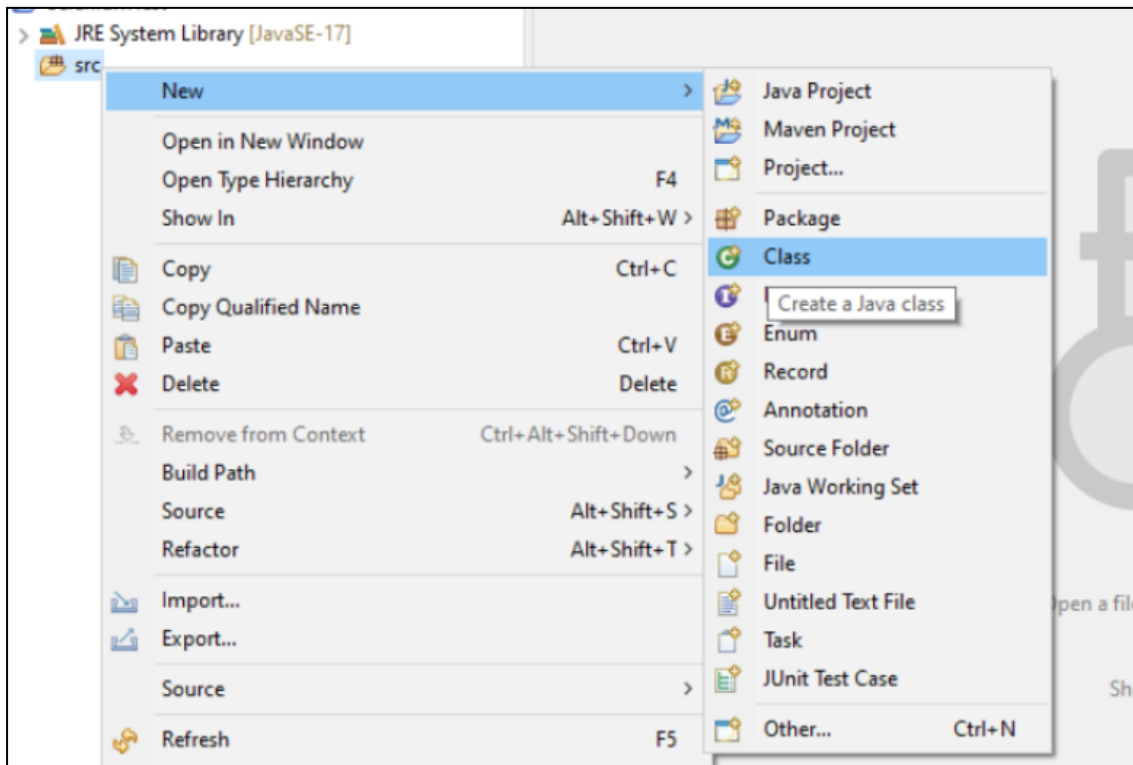 JRE System Library [JavaSE-17]
src
New
Open in New Window
Open Type Hierarchy F4
Show In Alt+Shift+W
Copy Ctrl+C
Copy Qualified Name
Paste Ctrl+V
Delete Delete
Remove from Context Ctrl+Alt+Shift+Down
Build Path
Source Alt+Shift+S
Refactor Alt+Shift+T
Import...
Export...
Source
Refresh F5
Java Project
Maven Project
Project...
Package
Class
Create a Java class
Enum
Record
Annotation
Source Folder
Java Working Set
Folder
File
Untitled Text File
Task
JUnit Test Case
Other... Ctrl+N
Open a file
Sh